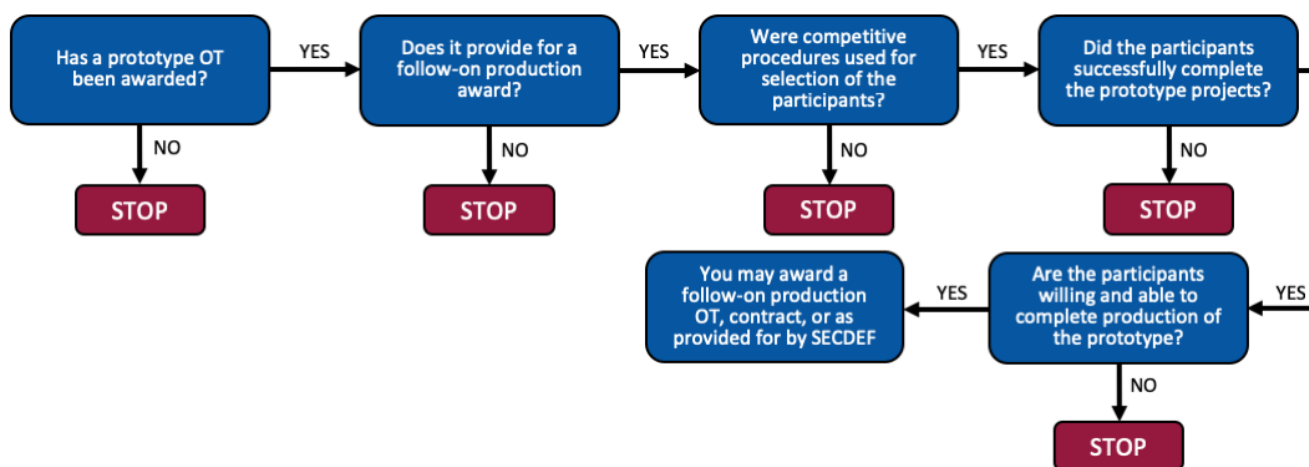 Has a prototype OT
been awarded?
YES
Does it provide for a
follow-on production
award?
YES
Were competitive
procedures used for
selection of the
participants?
YES
Did the participants
successfully complete
the prototype projects?
NO
NO
NO
NO
STOP
STOP
STOP
STOP
YES
Are the participants
willing and able to
complete production of
the prototype?
YES
You may award a
follow-on production
OT, contract, or as
provided for by SECDEF
NO
STOP